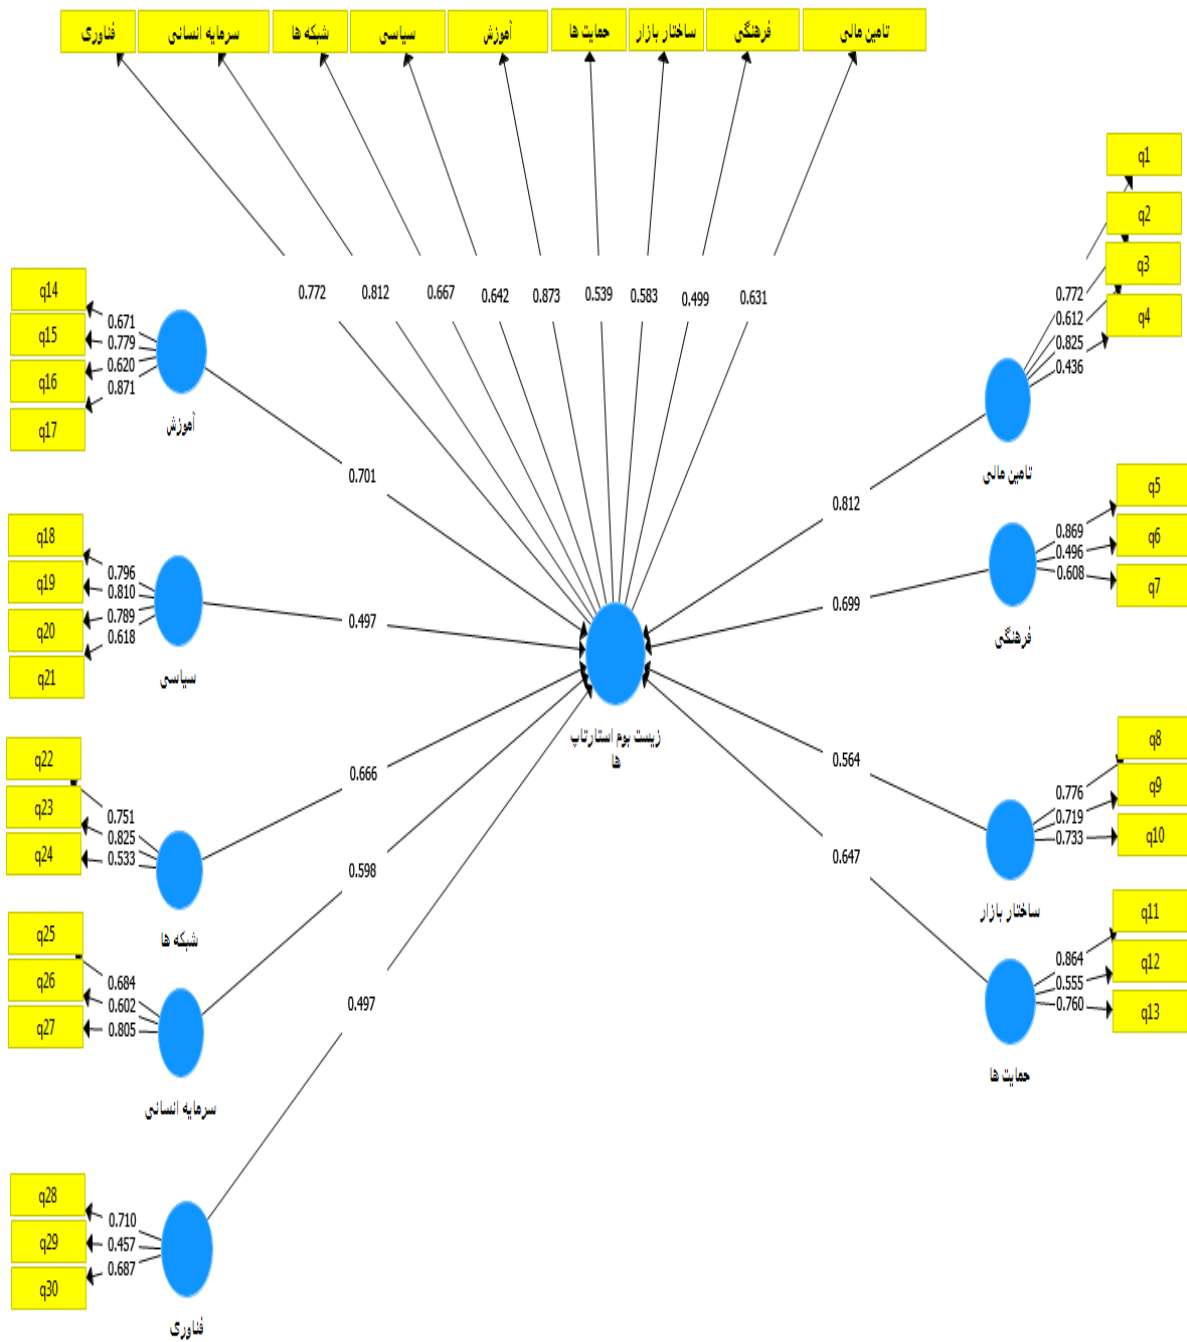 فناوری
سرمایه انسانی
شبکه ها
سیاسی
آموزش
حمایت ها
ساختار بازار
فرهنگی
تامین مالی
0.772
0.812
0.667
0.642
0.873
0.539
0.583
0.499
0.631
q1
q2
q3
q4
0.772
0.612
0.825
0.436
تامین مالی
0.812
q5
q6
q7
0.869
0.496
0.608
فرهنگی
0.699
q8
q9
q10
0.776
0.719
0.733
ساختار بازار
0.564
q11
q12
q13
0.864
0.555
0.760
حمایت ها
0.647
q14
q15
q16
q17
0.671
0.779
0.620
0.871
آموزش
0.701
q18
q19
q20
q21
0.796
0.810
0.789
0.618
سیاسی
0.497
q22
q23
q24
0.751
0.825
0.533
شبکه ها
0.666
q25
q26
q27
0.684
0.602
0.805
سرمایه انسانی
0.598
q28
q29
q30
0.710
0.457
0.687
فناوری
0.497
زیست بوم استارتاپ
ها